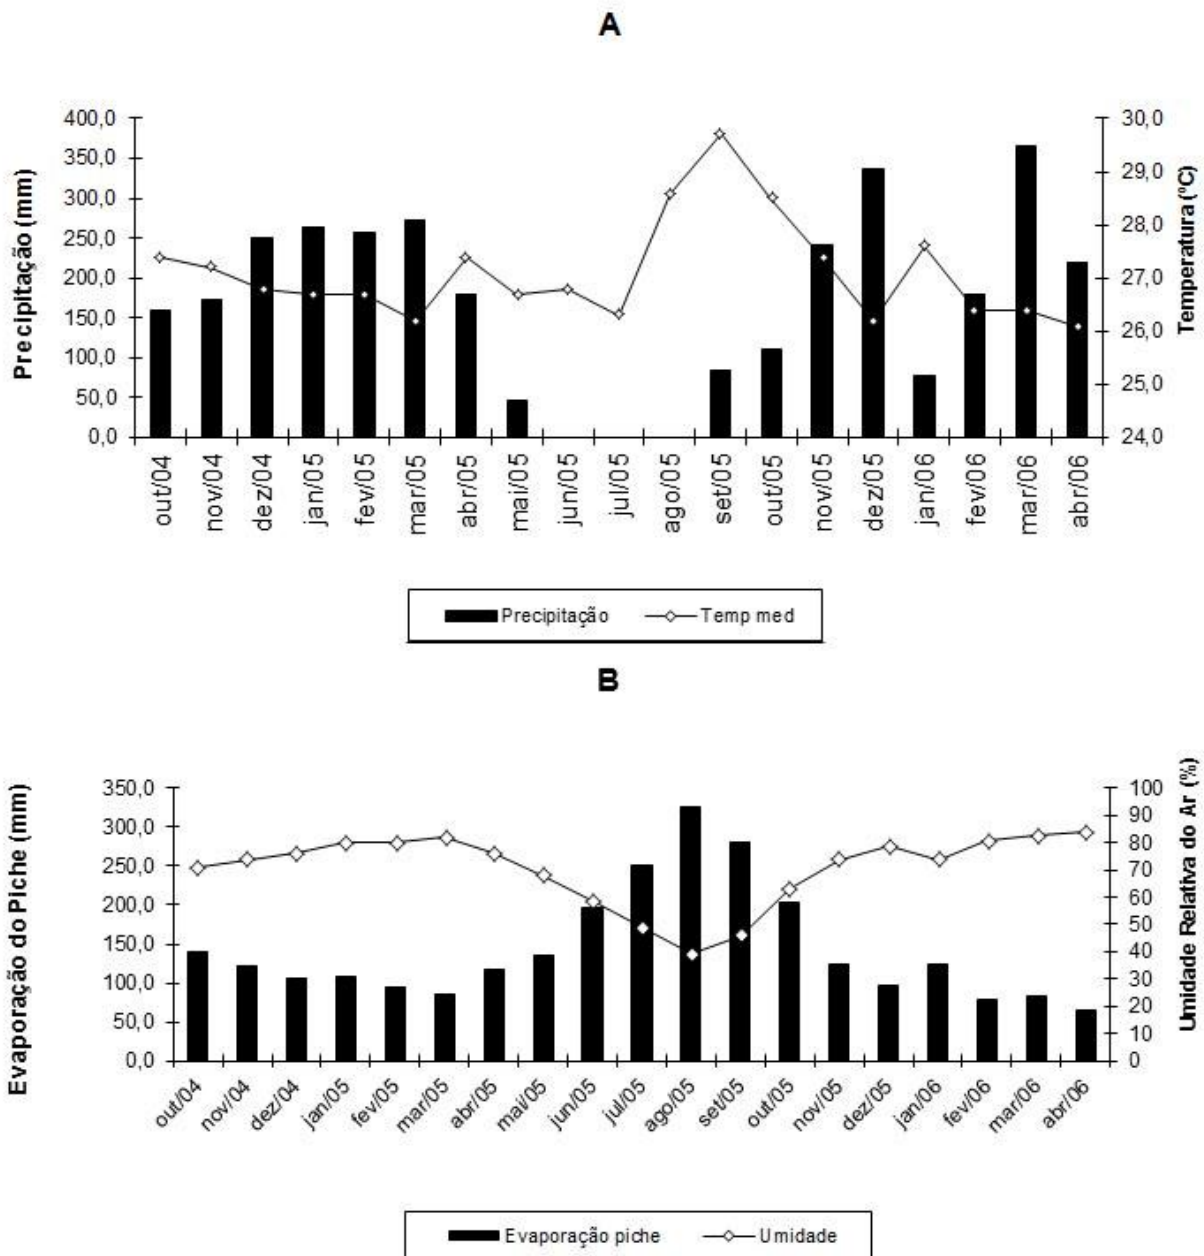 A
Precipitação (mm)
400,0
350,0
300,0
250,0
200,0
150,0
100,0
50,0
0,0
30,0
29,0
28,0
27,0
26,0
25,0
24,0
Temperatura (ºC)
out/04
nov/04
dez/04
jan/05
fev/05
mar/05
abr/05
mai/05
jun/05
jul/05
ago/05
set/05
out/05
nov/05
dez/05
jan/06
fev/06
mar/06
abr/06
Precipitação Temp med
B
Evaporação do Piche (mm)
350,0
300,0
250,0
200,0
150,0
100,0
50,0
0,0
100
90
80
70
60
50
40
30
20
10
0
Umidade Relativa do Ar (%)
out/04
nov/04
dez/04
jan/05
fev/05
mar/05
abr/05
mai/05
jun/05
jul/05
ago/05
set/05
out/05
nov/05
dez/05
jan/06
fev/06
mar/06
abr/06
Evaporação piche Umidade